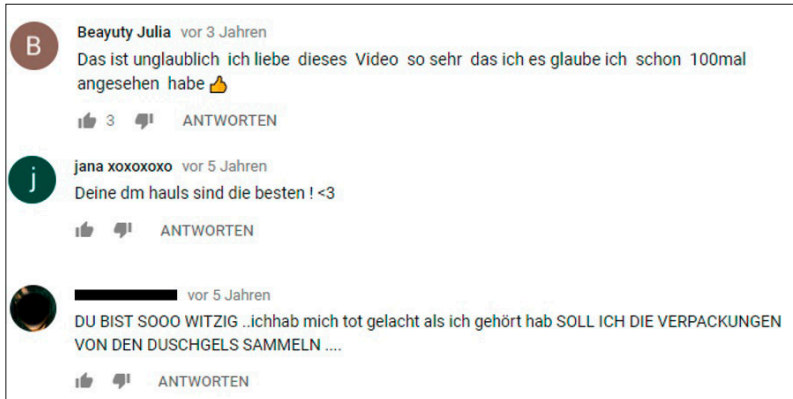 B
Beayuty Julia vor 3 Jahren
Das ist unglaublich ich liebe dieses Video so sehr das ich es glaube ich schon 100mal
angesehen habe 👍
3 ANTWORTEN
j
jana xoxoxoxo vor 5 Jahren
Deine dm hauls sind die besten ! <3
ANTWORTEN
vor 5 Jahren
DU BIST SOOO WITZIG ..ichhab mich tot gelacht als ich gehört hab SOLL ICH DIE VERPACKUNGEN
VON DEN DUSCHGELS SAMMELN ....
ANTWORTEN